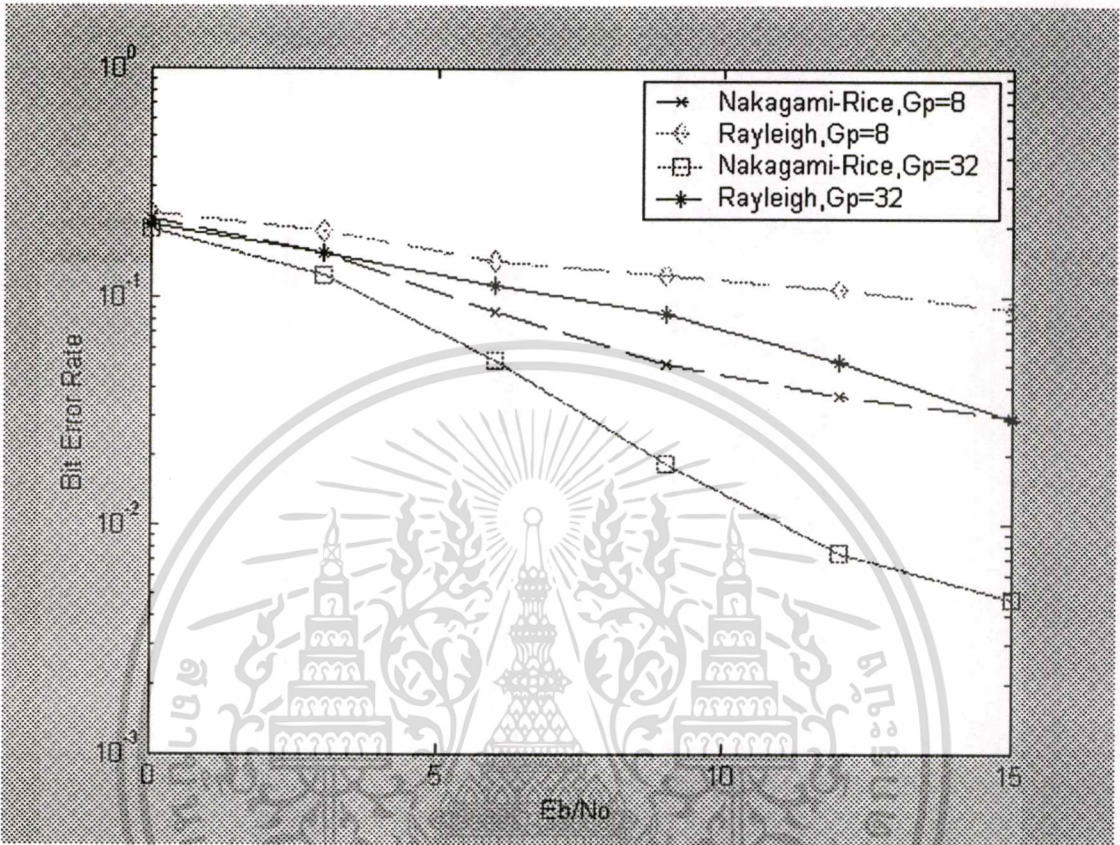 10^0
10^-1
10^-2
10^-3
Bit Error Rate
Nakagami-Rice,Gp=8
Rayleigh,Gp=8
Nakagami-Rice,Gp=32
Rayleigh,Gp=32
0
5
10
15
Eb/No